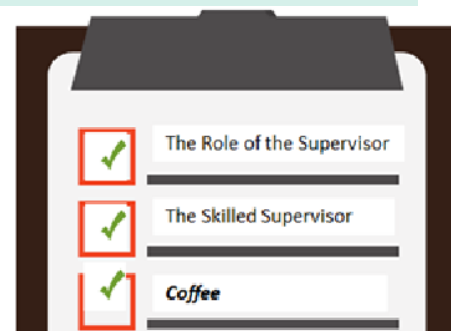 The Role of the Supervisor
The Skilled Supervisor
Coffee